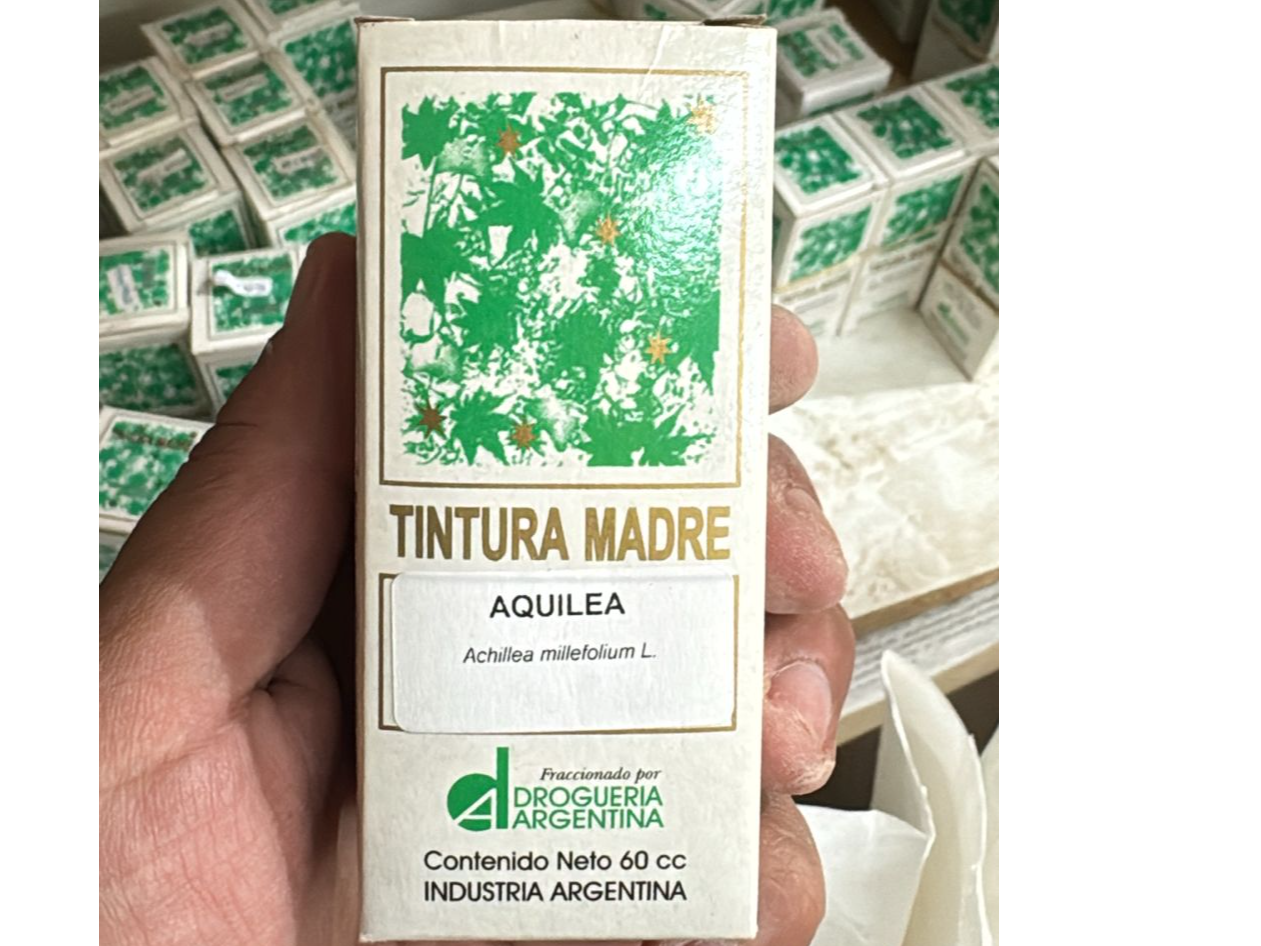 TINTURA MADRE
AQUILEA
Achillea millefolium L.
Fraccionado por
DROGUERIA
ARGENTINA
Contenido Neto 60 cc
INDUSTRIA ARGENTINA